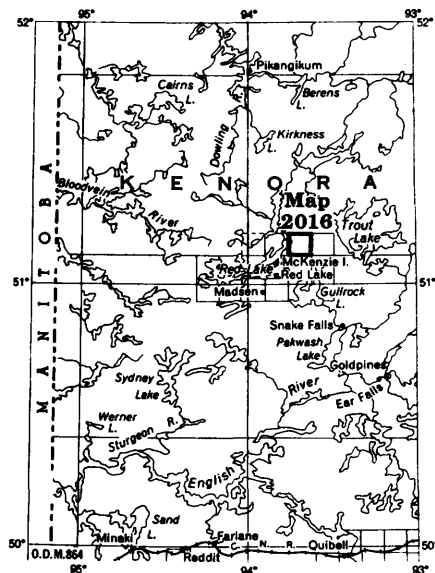 95° 94° 93°
52° 52°
Pikangikum
Cairns
L.
Berens
L.
Dowling
R.
Kirkness
L.
K E N O R A
Bloodvein
River
Map
2016
Trout
Lake
MANITOBA
McKenzie I.
Red Lake
Red Lake
51° 51°
Madsen
Gullrock
L.
Snake Falls
Pakwash
Lake
Goldpines
Sydney
Lake
River
Ear Falls
Werner
L.
Sturgeon R.
English
Sand
L.
50° 50°
Minaki
Farlane
C. N. R.
Quibell
O.D.M.864
Reddit
95° 94° 93°